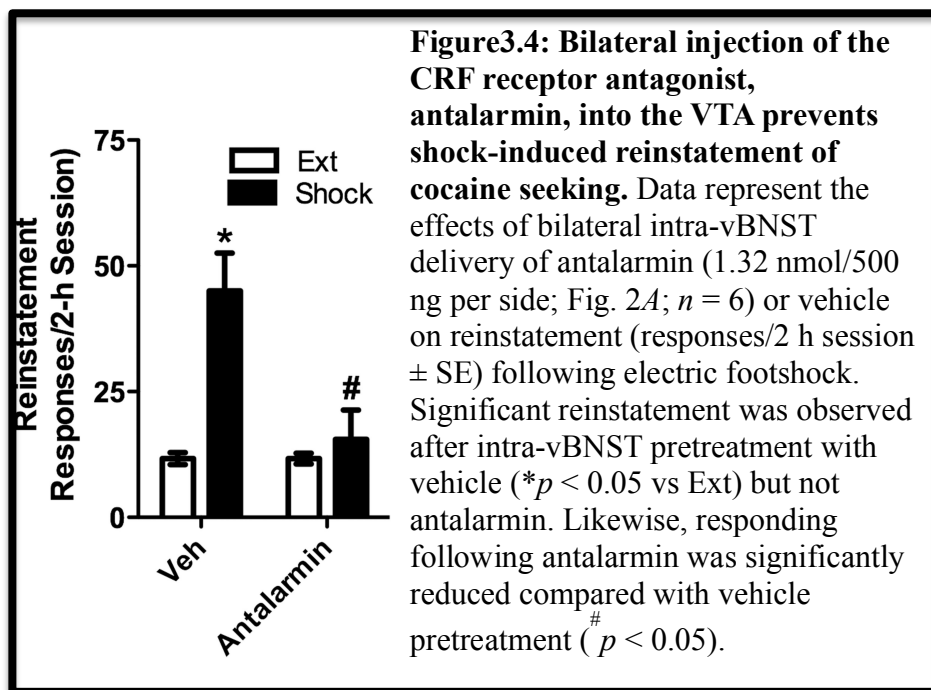 Reinstatement
Responses/2-h Session)
75
50
25
0
Ext
Shock
*
#
Veh
Antalarmin
Figure3.4: Bilateral injection of the
CRF receptor antagonist,
antalarmin, into the VTA prevents
shock-induced reinstatement of
cocaine seeking. Data represent the
effects of bilateral intra-vBNST
delivery of antalarmin (1.32 nmol/500
ng per side; Fig. 2A; n = 6) or vehicle
on reinstatement (responses/2 h session
± SE) following electric footshock.
Significant reinstatement was observed
after intra-vBNST pretreatment with
vehicle (*p < 0.05 vs Ext) but not
antalarmin. Likewise, responding
following antalarmin was significantly
reduced compared with vehicle
pretreatment (#p < 0.05).